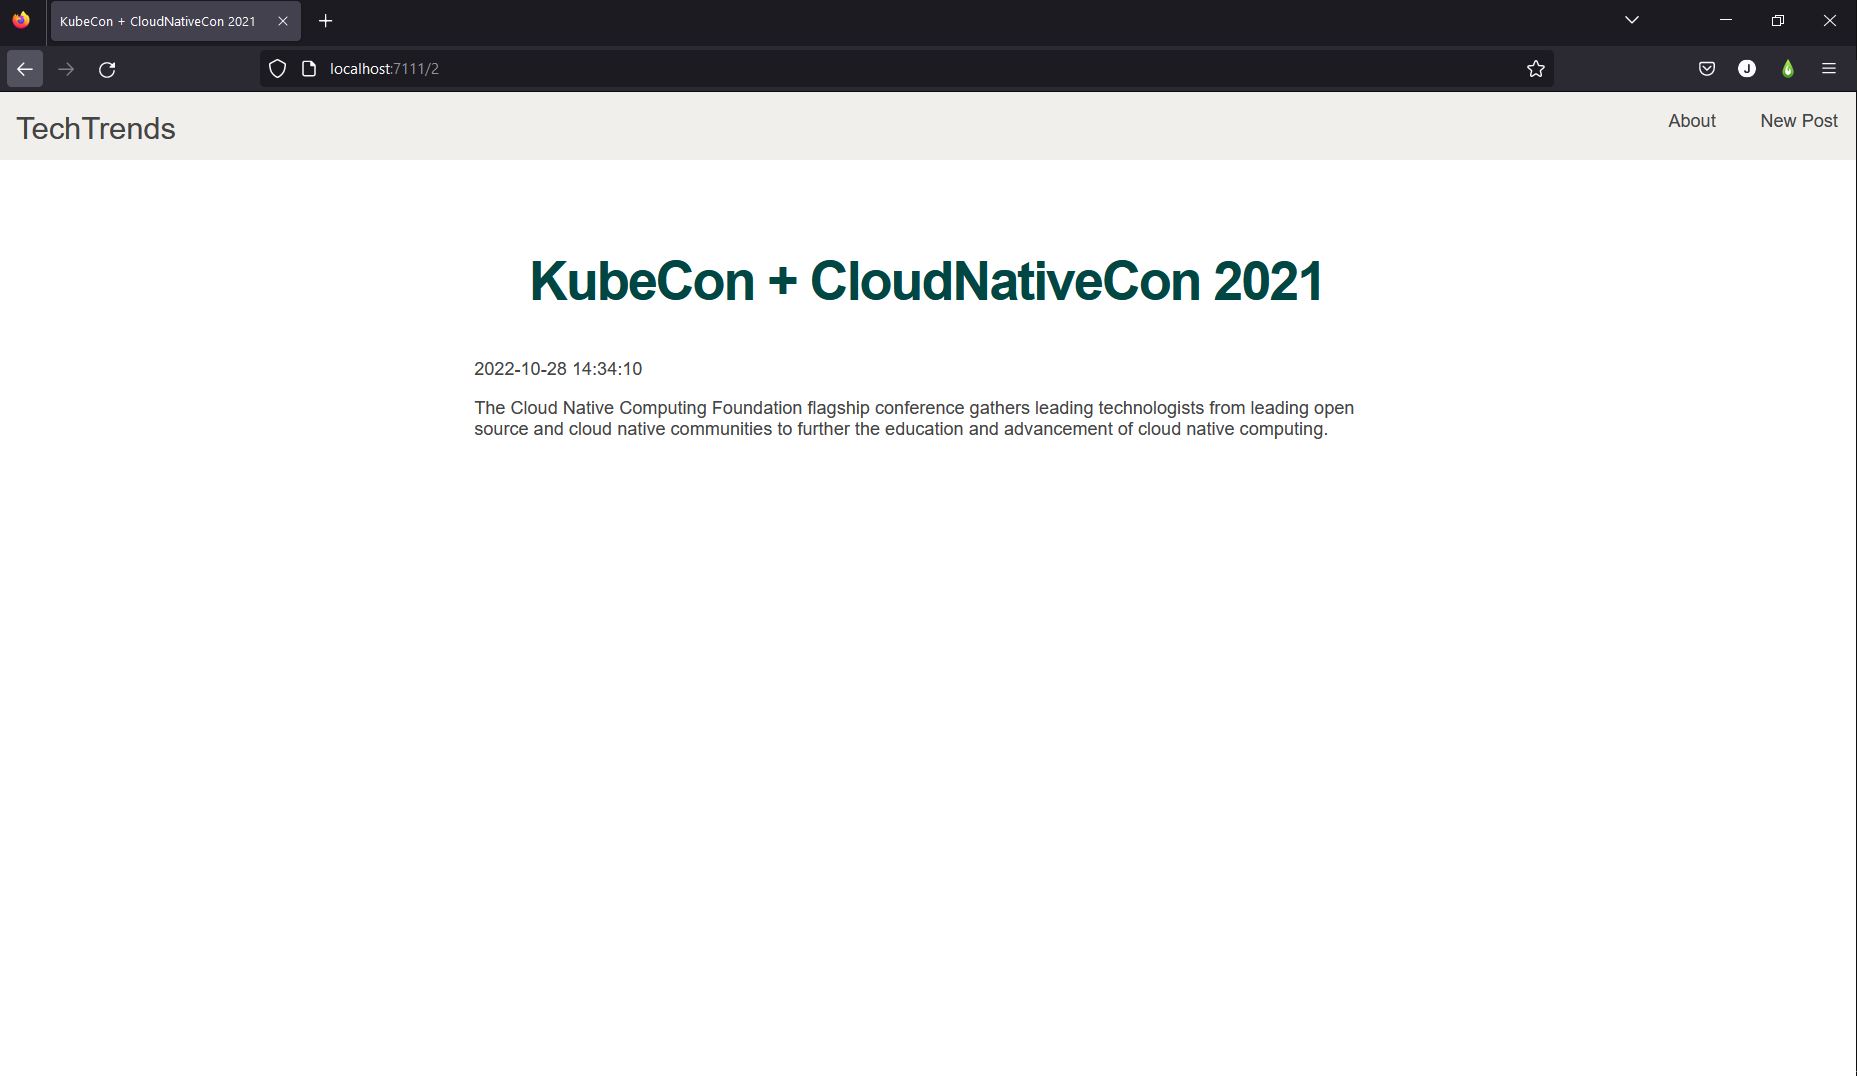 KubeCon + CloudNativeCon 2021
localhost:7111/2
J
TechTrends
About
New Post
KubeCon + CloudNativeCon 2021
2022-10-28 14:34:10
The Cloud Native Computing Foundation flagship conference gathers leading technologists from leading open
source and cloud native communities to further the education and advancement of cloud native computing.